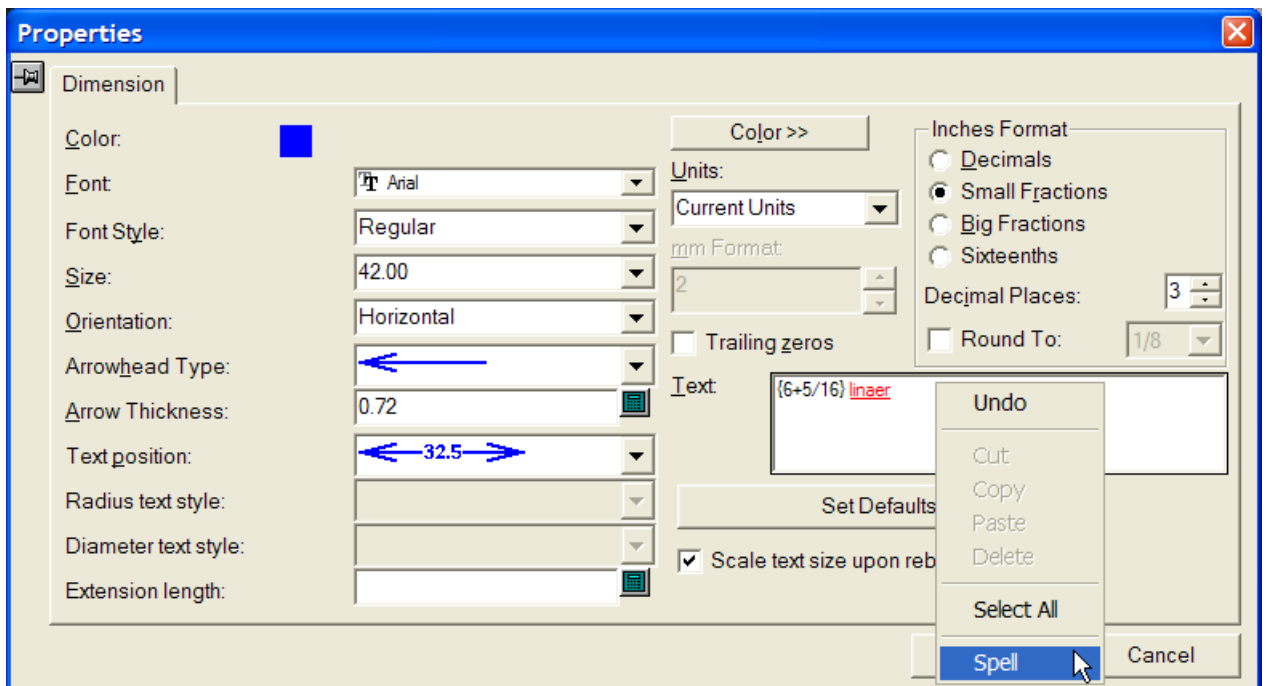 Properties
Dimension
Color:
Font:
Arial
Font Style:
Regular
Size:
42.00
Orientation:
Horizontal
Arrowhead Type:
Arrow Thickness:
0.72
Text position:
32.5
Radius text style:
Diameter text style:
Extension length:
Color >>
Units:
Current Units
mm Format:
2
Trailing zeros
Inches Format
Decimals
Small Fractions
Big Fractions
Sixteenths
Decimal Places:
3
Round To:
1/8
Text:
{6+5/16} linaer
Set Defaults
Scale text size upon reb
Undo
Cut
Copy
Paste
Delete
Select All
Spell
Cancel